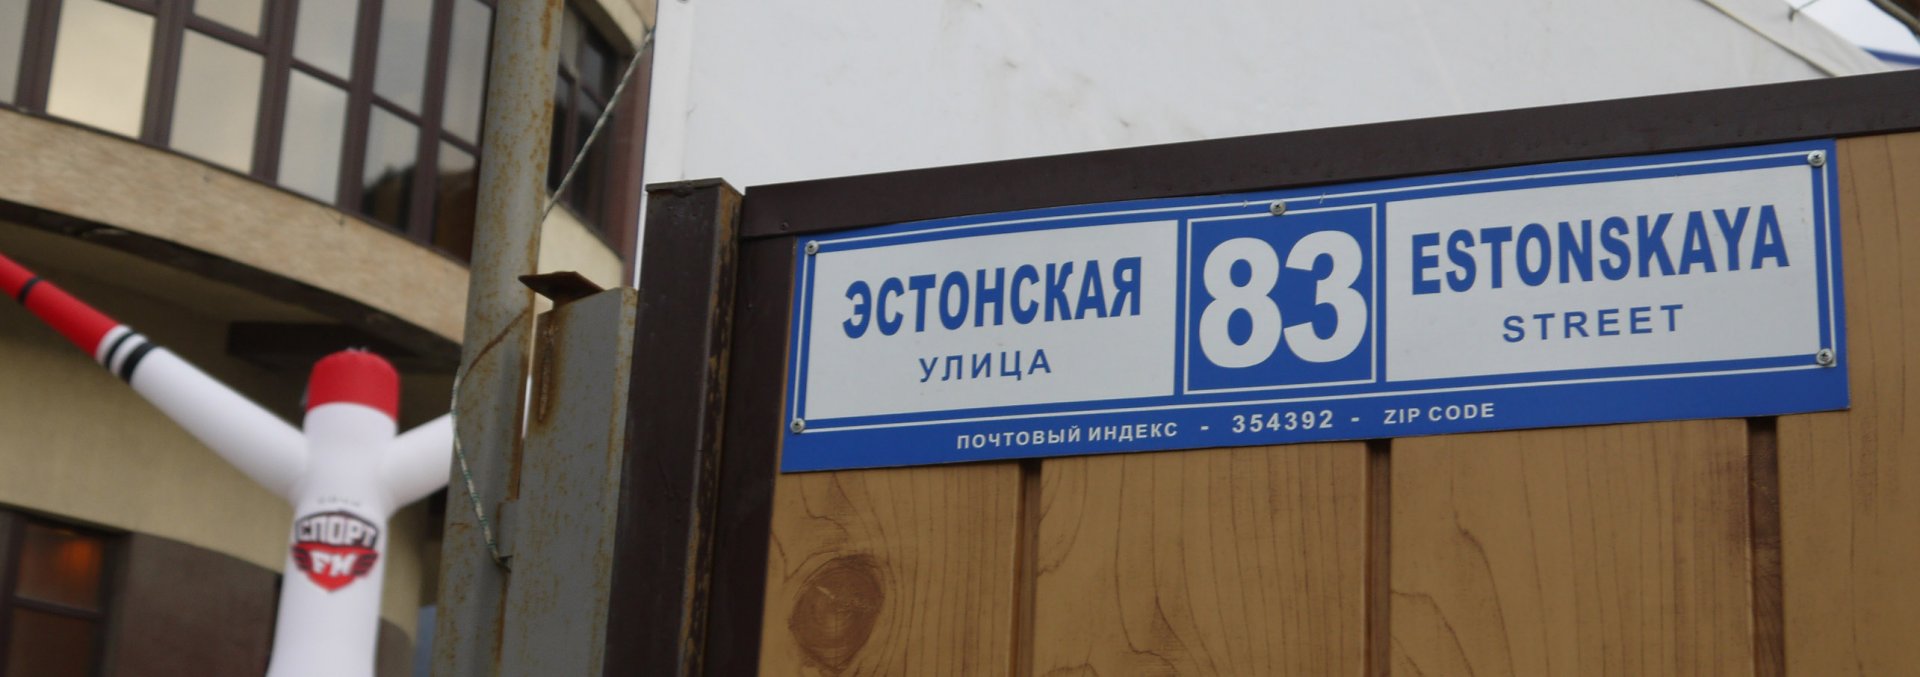 ЭСТОНСКАЯ
УЛИЦА
83
ESTONSKAYA
STREET
ПОЧТОВЫЙ ИНДЕКС - 354392 - ZIP CODE
СПОРТ
FM